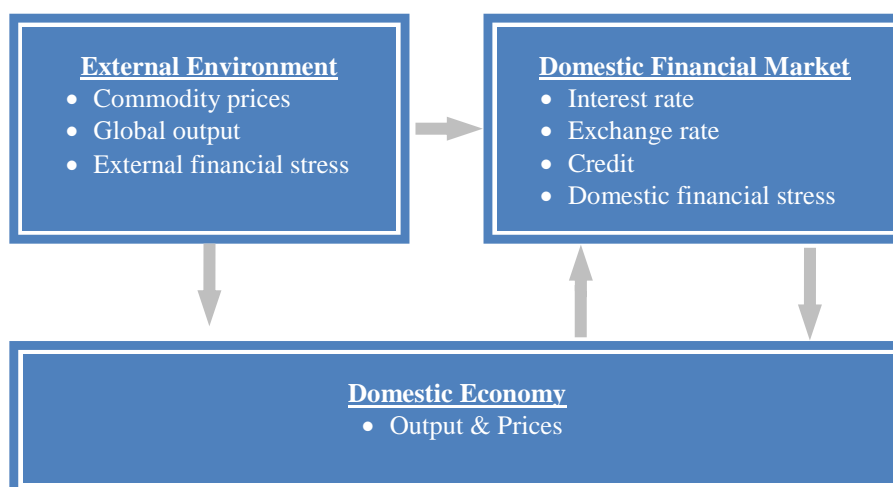 External Environment
• Commodity prices
• Global output
• External financial stress
Domestic Financial Market
• Interest rate
• Exchange rate
• Credit
• Domestic financial stress
Domestic Economy
• Output & Prices